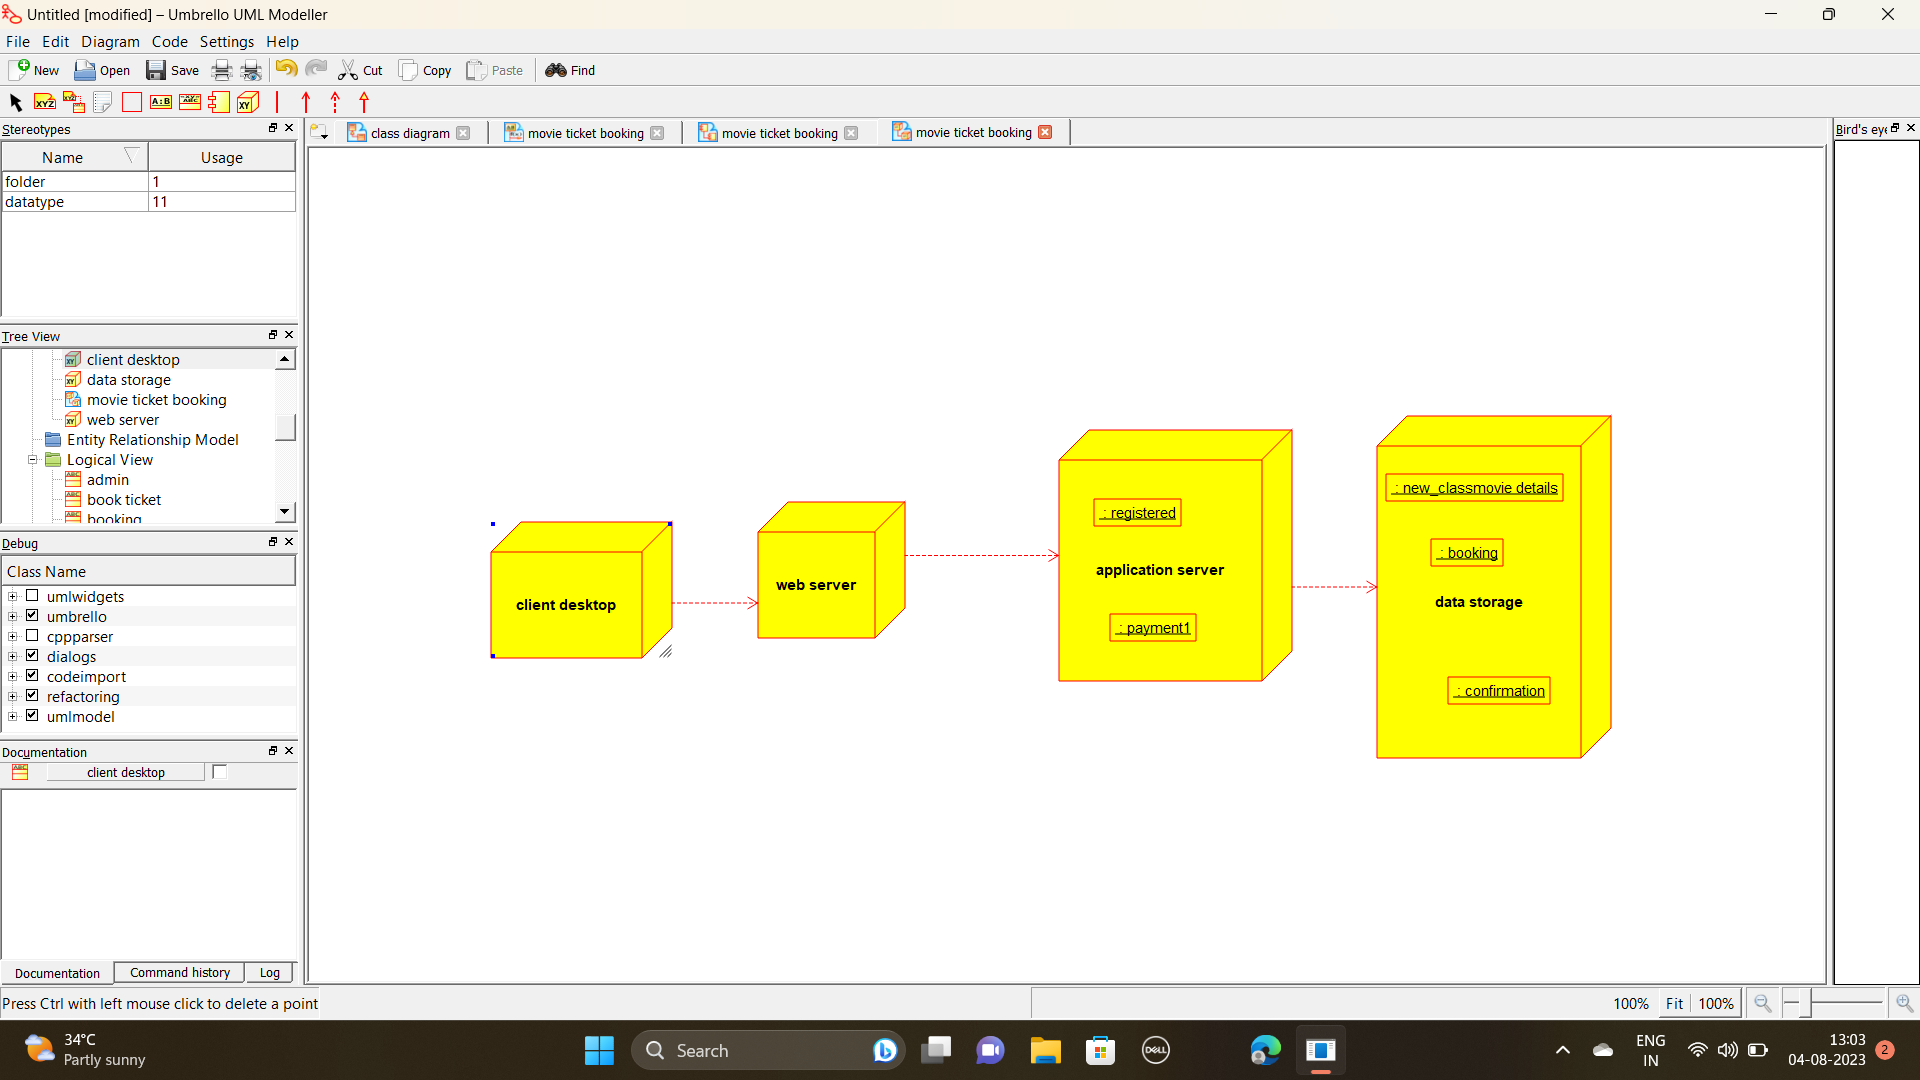 Untitled [modified] – Umbrello UML Modeller
File Edit Diagram Code Settings Help
New Open Save Cut Copy Paste Find
XYZ XYZ A:B ABC XY
Stereotypes
Name Usage
folder 1
datatype 11
Tree View
client desktop
data storage
movie ticket booking
web server
Entity Relationship Model
Logical View
admin
book ticket
booking
Debug
Class Name
umlwidgets
umbrello
cppparser
dialogs
codeimport
refactoring
umlmodel
Documentation
client desktop
Documentation Command history Log
class diagram movie ticket booking movie ticket booking movie ticket booking
Bird's eye
client desktop
web server
: registered
application server
: payment1
: new_classmovie details
: booking
data storage
: confirmation
Press Ctrl with left mouse click to delete a point
100% Fit 100%
34°C
Partly sunny
Search
DELL
ENG
IN
13:03
04-08-2023
2